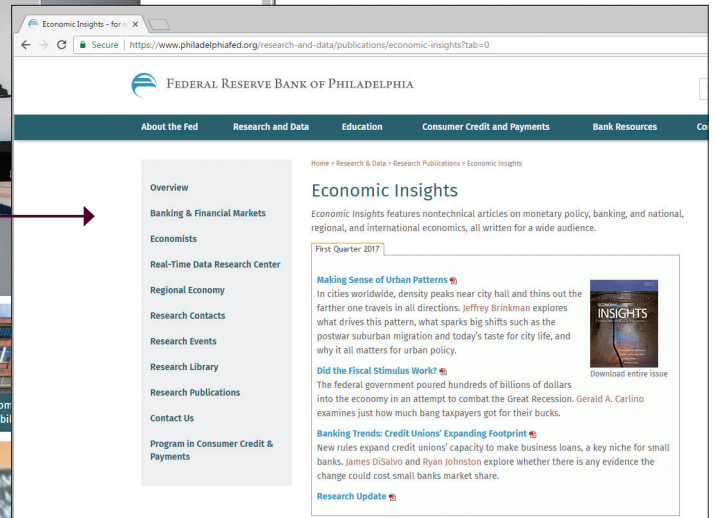 Economic Insights - for
Secure https://www.philadelphiafed.org/research-and-data/publications/economic-insights?tab=0
FEDERAL RESERVE BANK OF PHILADELPHIA
About the Fed Research and Data Education Consumer Credit and Payments Bank Resources
Home > Research & Data > Research Publications > Economic Insights
Overview
Banking & Financial Markets
Economists
Real-Time Data Research Center
Regional Economy
Research Contacts
Research Events
Research Library
Research Publications
Contact Us
Program in Consumer Credit &
Payments
Economic Insights
Economic Insights features nontechnical articles on monetary policy, banking, and national,
regional, and international economics, all written for a wide audience.
First Quarter 2017
Making Sense of Urban Patterns
In cities worldwide, density peaks near city hall and thins out the
farther one travels in all directions. Jeffrey Brinkman explores
what drives this pattern, what sparks big shifts such as the
postwar suburban migration and today's taste for city life, and
why it all matters for urban policy.
ECONOMIC
INSIGHTS
Download entire issue
Did the Fiscal Stimulus Work?
The federal government poured hundreds of billions of dollars
into the economy in an attempt to combat the Great Recession. Gerald A. Carlino
examines just how much bang taxpayers got for their bucks.
Banking Trends: Credit Unions' Expanding Footprint
New rules expand credit unions' capacity to make business loans, a key niche for small
banks. James DiSalvo and Ryan Johnston explore whether there is any evidence the
change could cost small banks market share.
Research Update